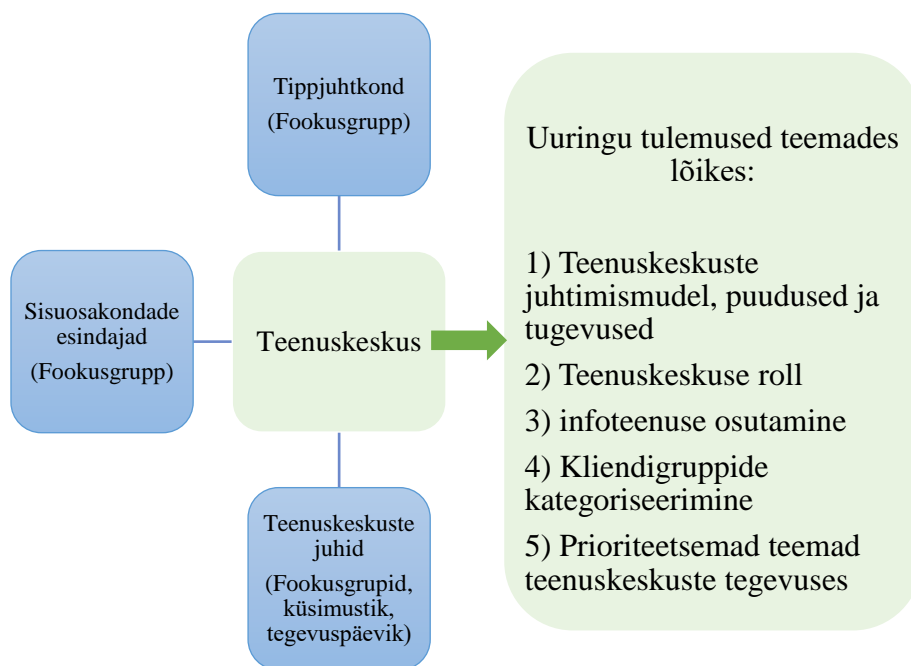 Tippjuhtkond
(Fookusgrupp)
Sisuosakondade
esindajad
(Fookusgrupp)
Teenuskeskus
Teenuskeskuste
juhid
(Fookusgrupid,
küsimustik,
tegevuspäevik)
Uuringu tulemused teemades
lõikes:
1) Teenuskeskuste
juhtimismudel, puudused ja
tugevused
2) Teenuskeskuse roll
3) infoteenuse osutamine
4) Kliendigruppide
kategoriseerimine
5) Prioriteetsemad teemad
teenuskeskuste tegevuses